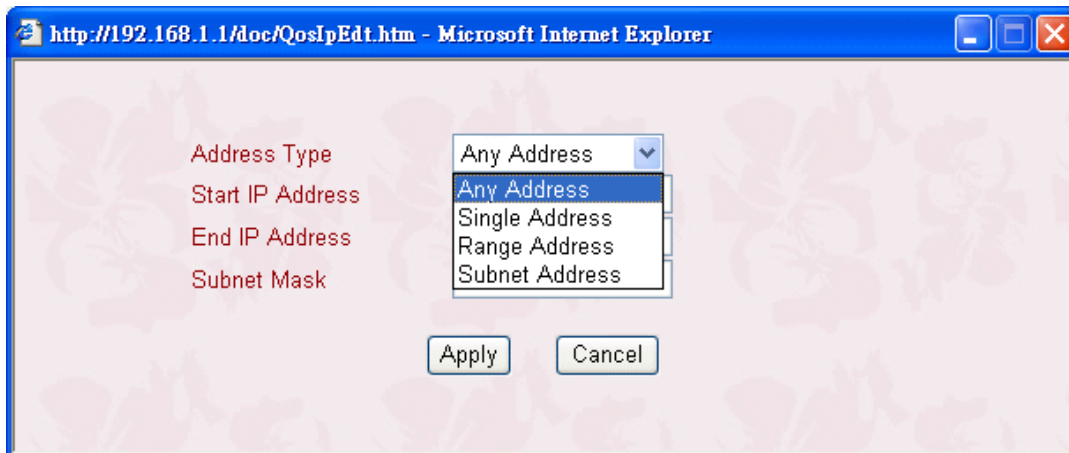 http://192.168.1.1/doc/QosIpEdt.htm - Microsoft Internet Explorer
Address Type Any Address
Any Address
Start IP Address
Single Address
End IP Address
Range Address
Subnet Mask
Subnet Address
Apply Cancel